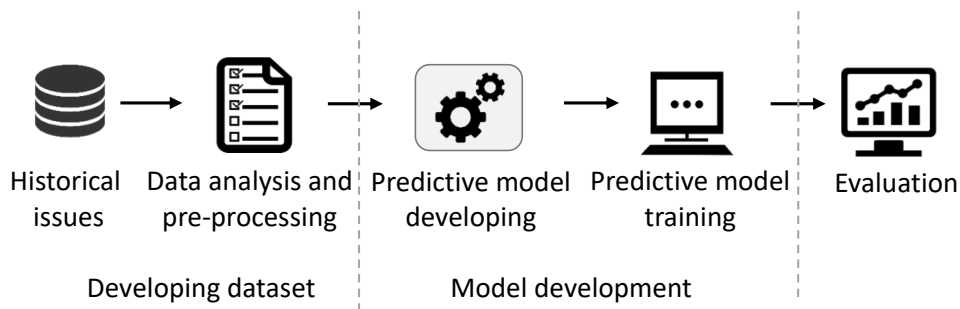 Historical
issues
Data analysis and
pre-processing
Predictive model
developing
Predictive model
training
Evaluation
Developing dataset
Model development